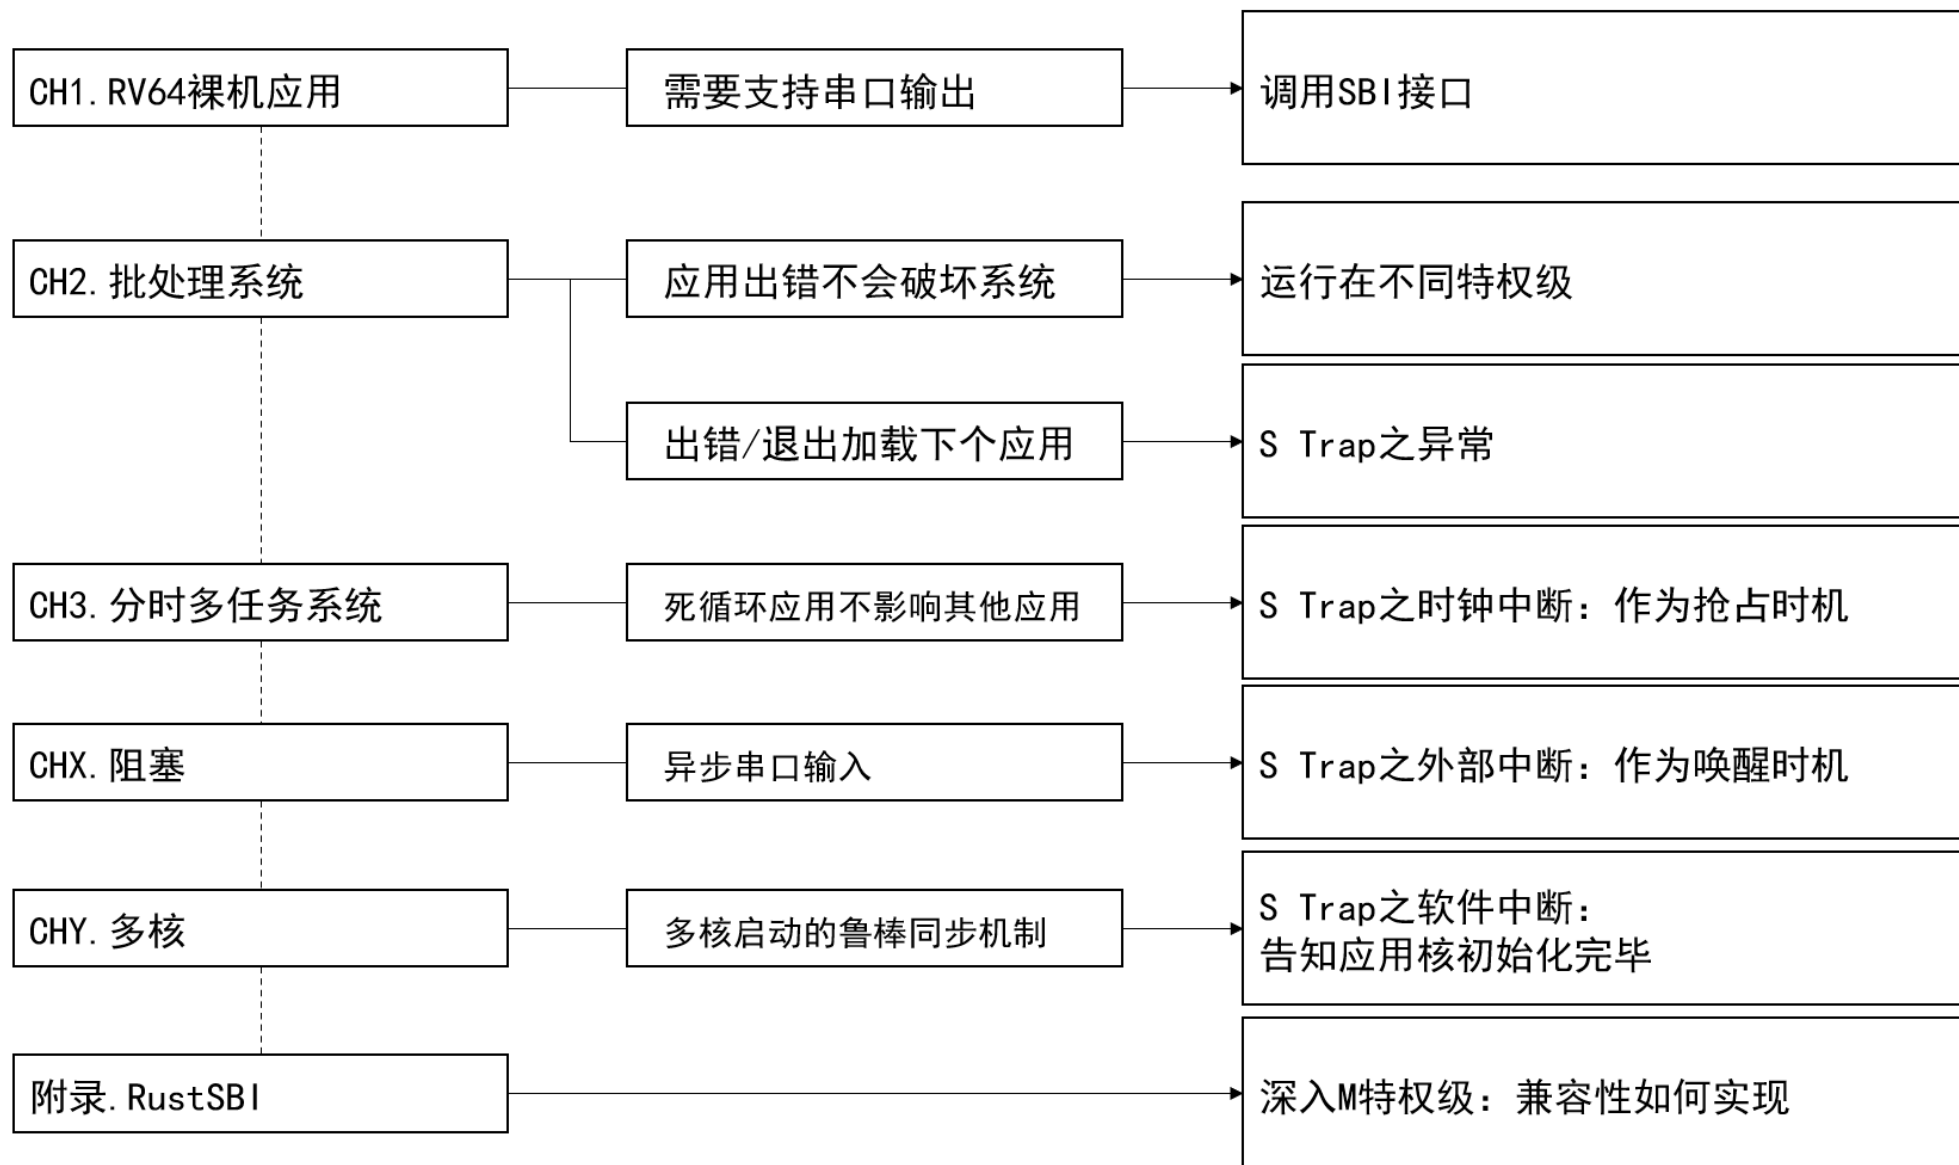 CH1.RV64裸机应用
需要支持串口输出
调用SBI接口
CH2.批处理系统
应用出错不会破坏系统
运行在不同特权级
出错/退出加载下个应用
S Trap之异常
CH3.分时多任务系统
死循环应用不影响其他应用
S Trap之时钟中断：作为抢占时机
CHX.阻塞
异步串口输入
S Trap之外部中断：作为唤醒时机
CHY.多核
多核启动的鲁棒同步机制
S Trap之软件中断：
告知应用核初始化完毕
附录.RustSBI
深入M特权级：兼容性如何实现